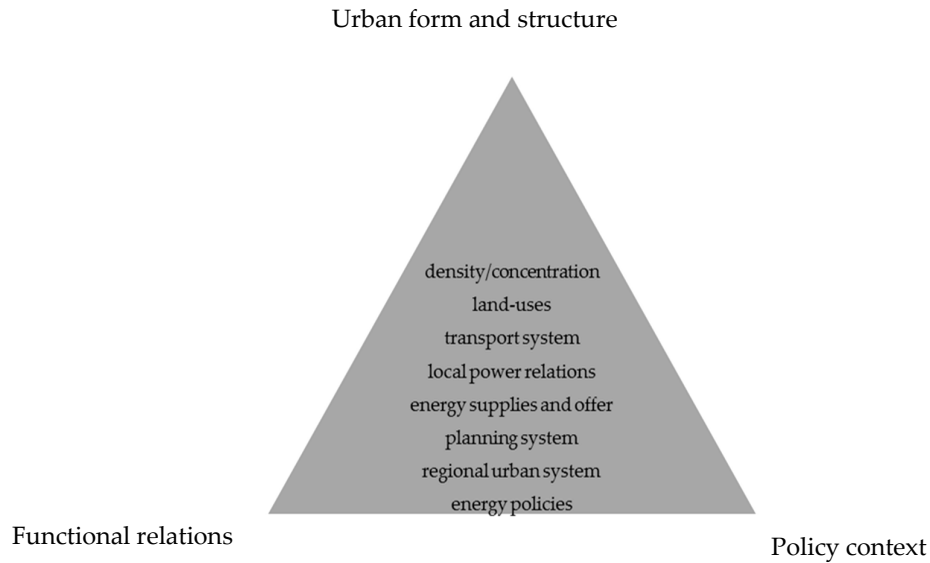 Urban form and structure
density/concentration
land-uses
transport system
local power relations
energy supplies and offer
planning system
regional urban system
energy policies
Functional relations
Policy context